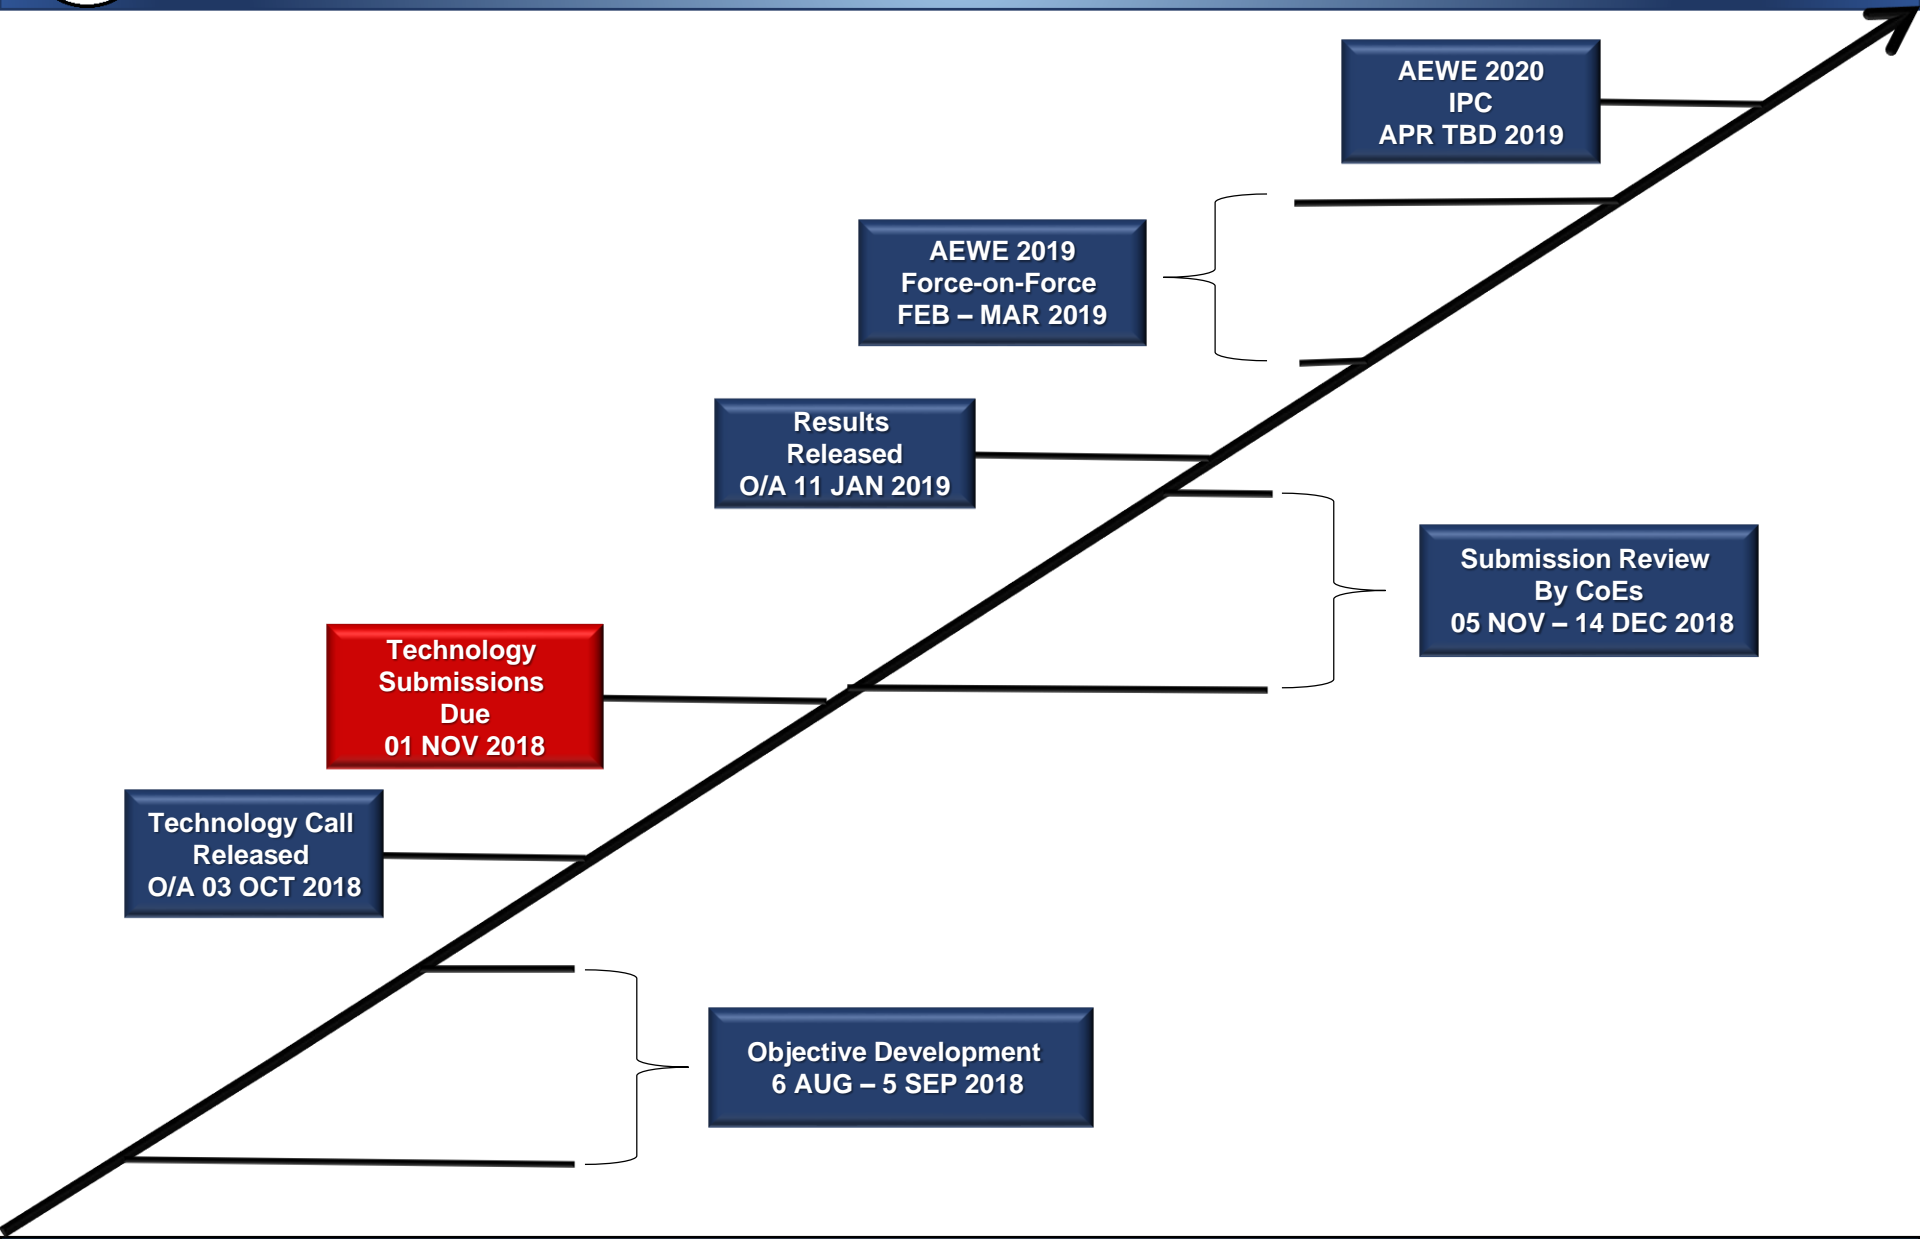 AEWE 2020
IPC
APR TBD 2019
AEWE 2019
Force-on-Force
FEB – MAR 2019
Results
Released
O/A 11 JAN 2019
Submission Review
By CoEs
05 NOV – 14 DEC 2018
Technology
Submissions
Due
01 NOV 2018
Technology Call
Released
O/A 03 OCT 2018
Objective Development
6 AUG – 5 SEP 2018